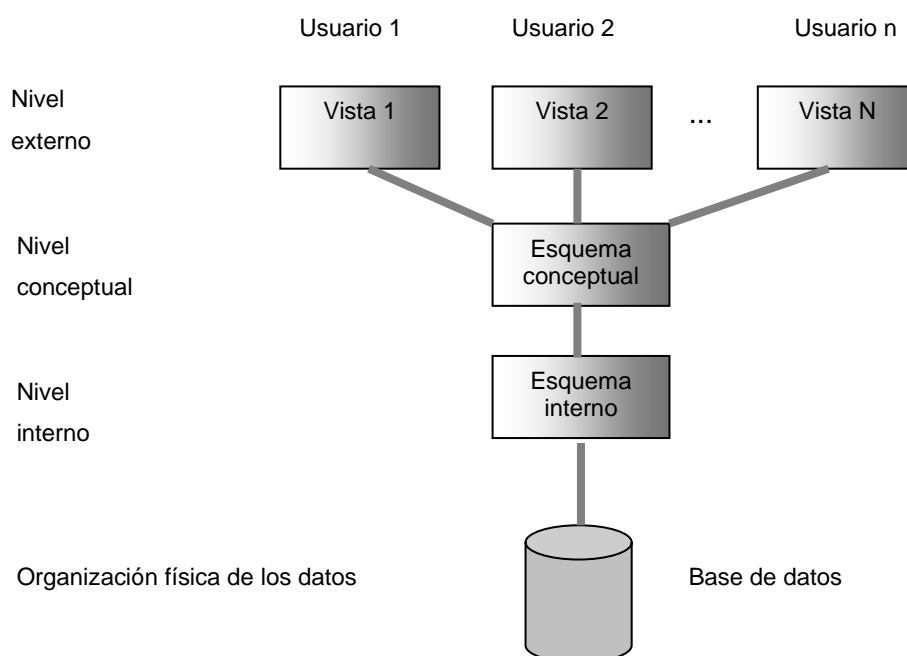 Usuario 1 Usuario 2 Usuario n
Nivel
externo
Vista 1 Vista 2 ... Vista N
Nivel
conceptual
Esquema
conceptual
Nivel
interno
Esquema
interno
Organización física de los datos Base de datos